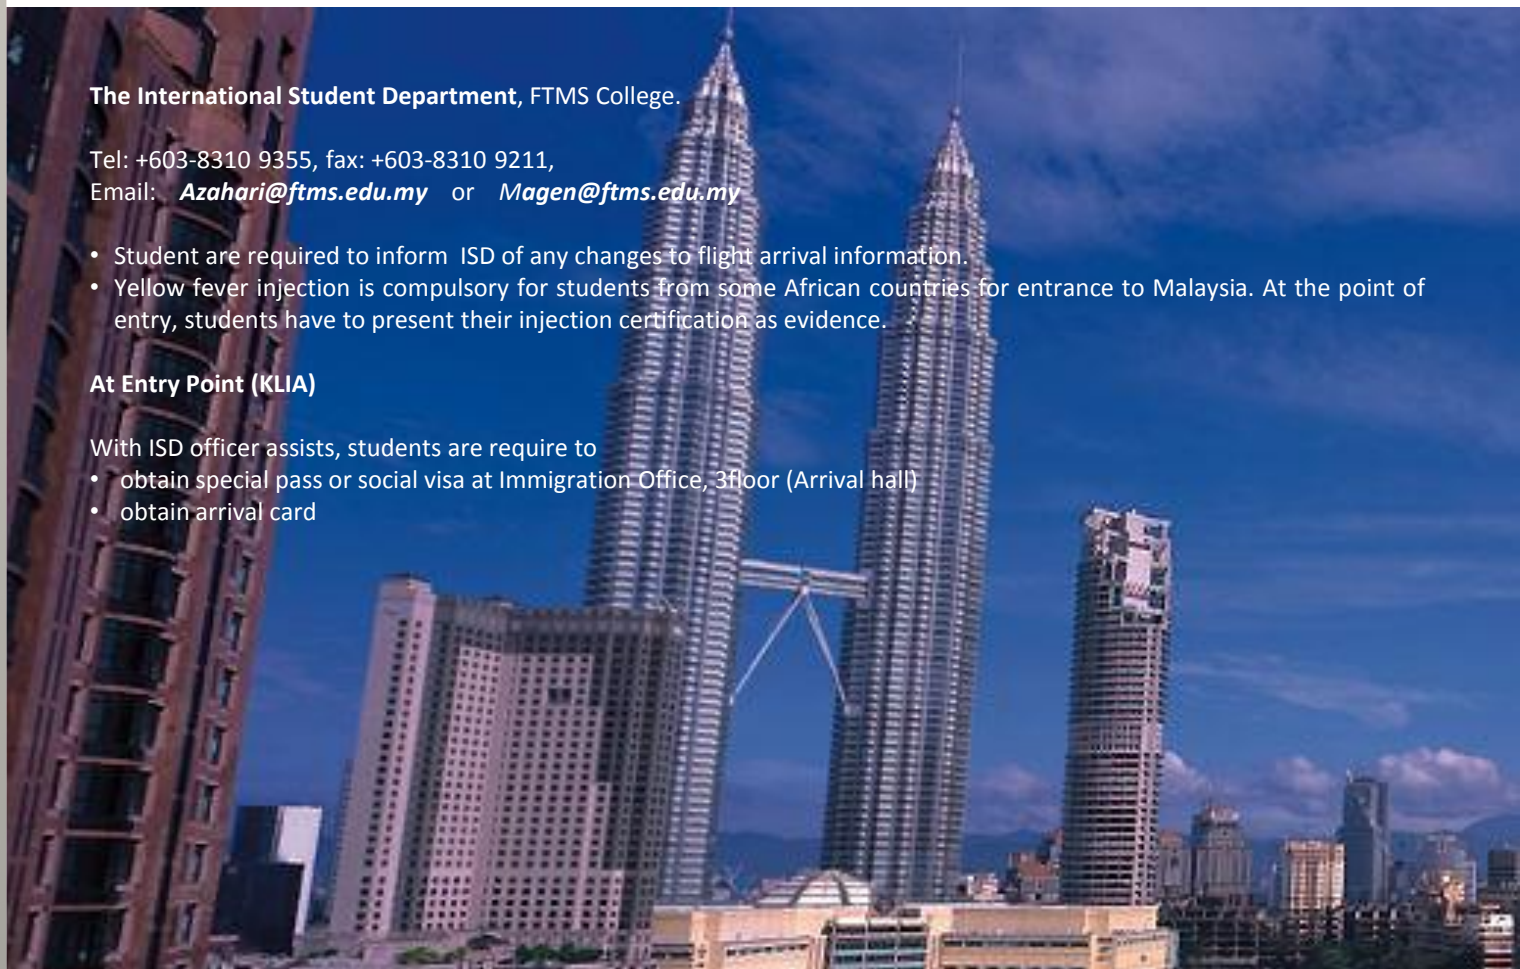 The International Student Department, FTMS College.
Tel: +603-8310 9355, fax: +603-8310 9211,
Email: Azahari@ftms.edu.my or Magen@ftms.edu.my
• Student are required to inform ISD of any changes to flight arrival information.
• Yellow fever injection is compulsory for students from some African countries for entrance to Malaysia. At the point of
entry, students have to present their injection certification as evidence.
At Entry Point (KLIA)
With ISD officer assists, students are require to
• obtain special pass or social visa at Immigration Office, 3floor (Arrival hall)
• obtain arrival card